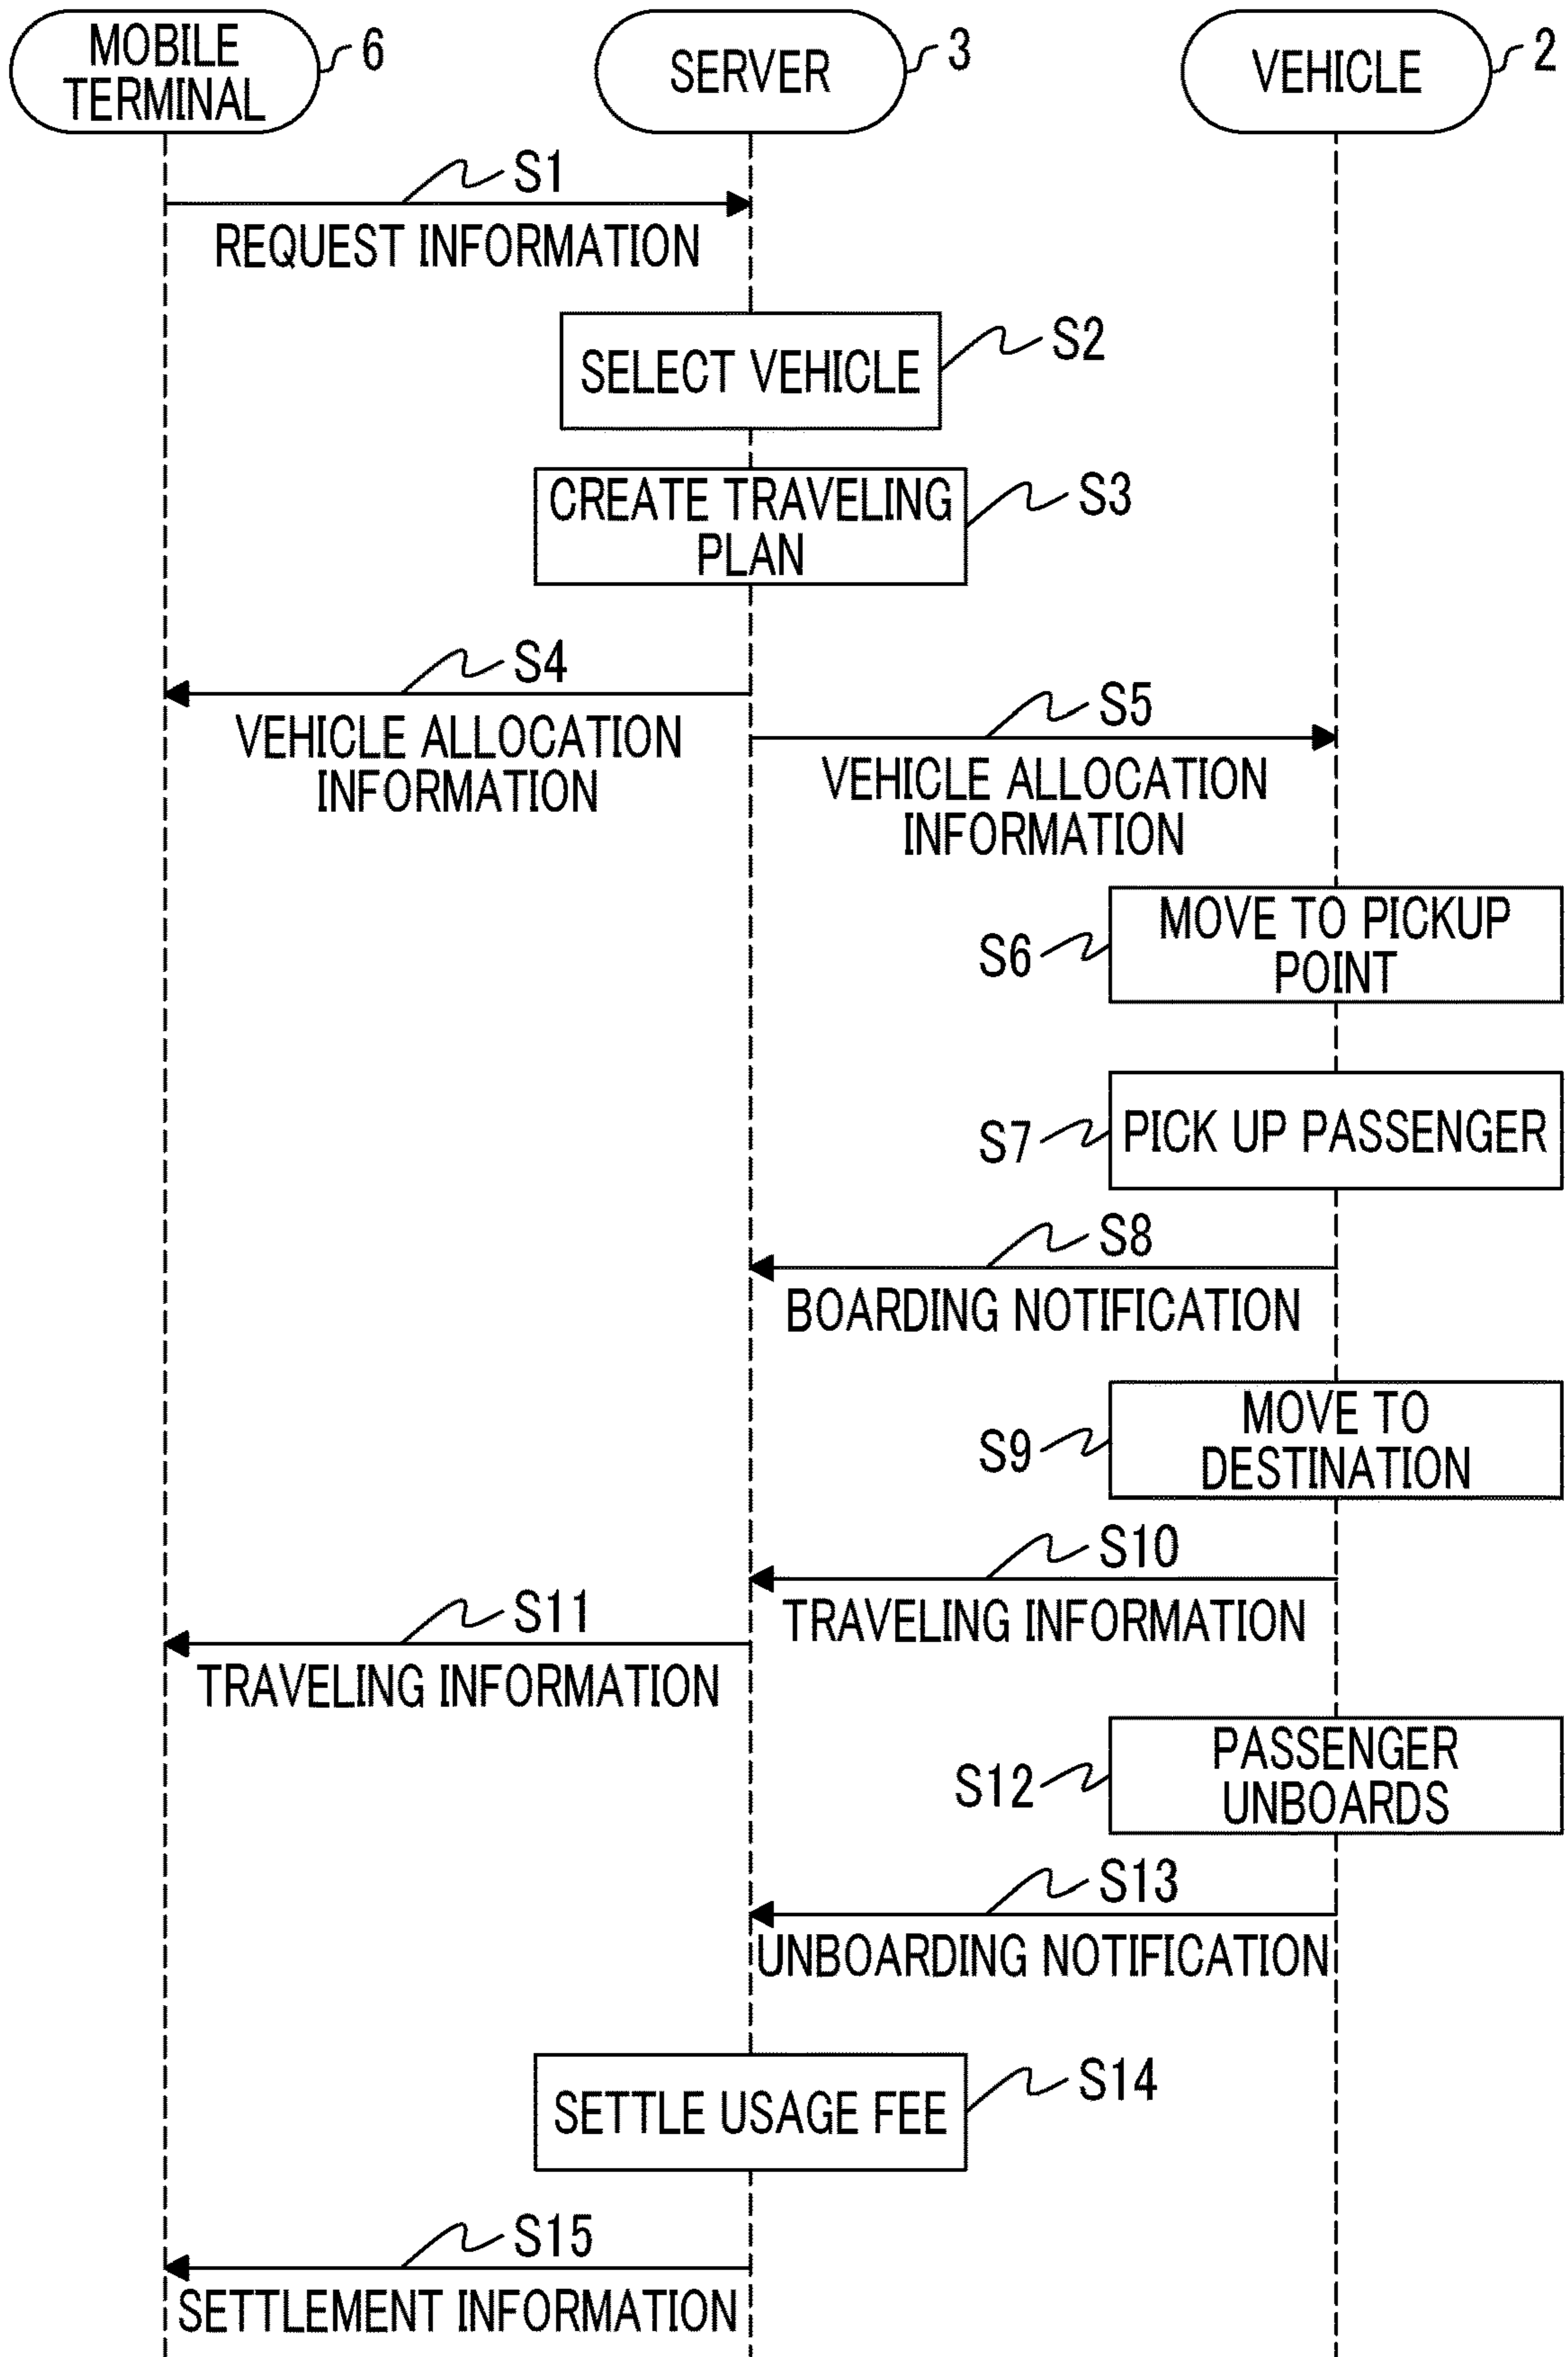 MOBILE
TERMINAL
6
SERVER
3
VEHICLE
2
S1
REQUEST INFORMATION
SELECT VEHICLE
S2
CREATE TRAVELING
PLAN
S3
S4
VEHICLE ALLOCATION
INFORMATION
S5
VEHICLE ALLOCATION
INFORMATION
S6
MOVE TO PICKUP
POINT
S7
PICK UP PASSENGER
S8
BOARDING NOTIFICATION
S9
MOVE TO
DESTINATION
S10
TRAVELING INFORMATION
S11
TRAVELING INFORMATION
S12
PASSENGER
UNBOARDS
S13
UNBOARDING NOTIFICATION
SETTLE USAGE FEE
S14
S15
SETTLEMENT INFORMATION